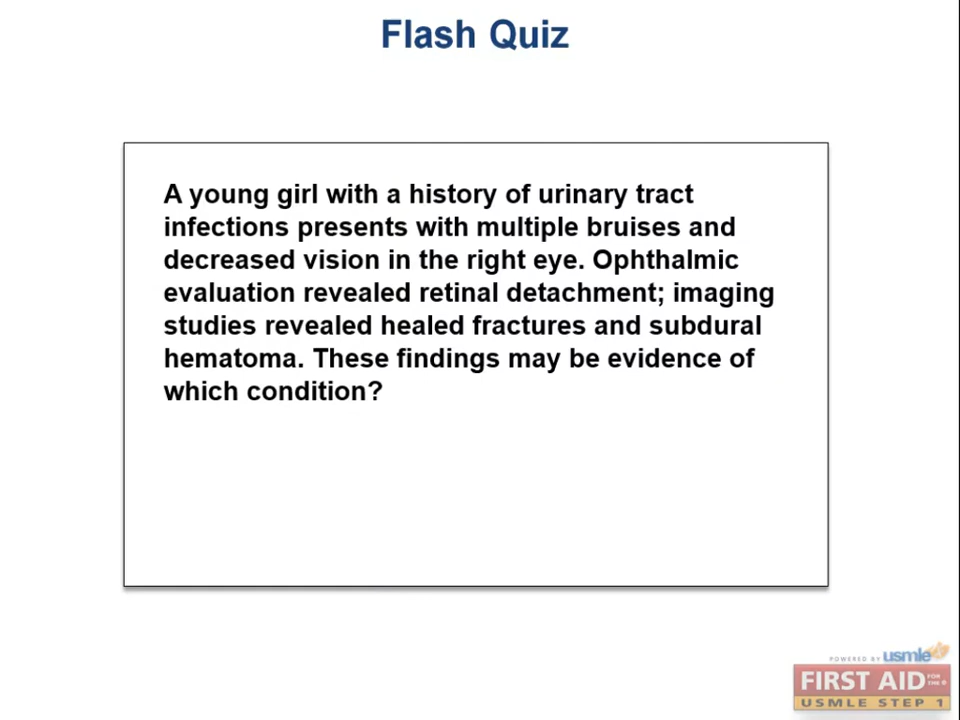 Flash Quiz
A young girl with a history of urinary tract
infections presents with multiple bruises and
decreased vision in the right eye. Ophthalmic
evaluation revealed retinal detachment; imaging
studies revealed healed fractures and subdural
hematoma. These findings may be evidence of
which condition?
POWERED BY usmle
FIRST AID FOR THE®
USMLE STEP 1